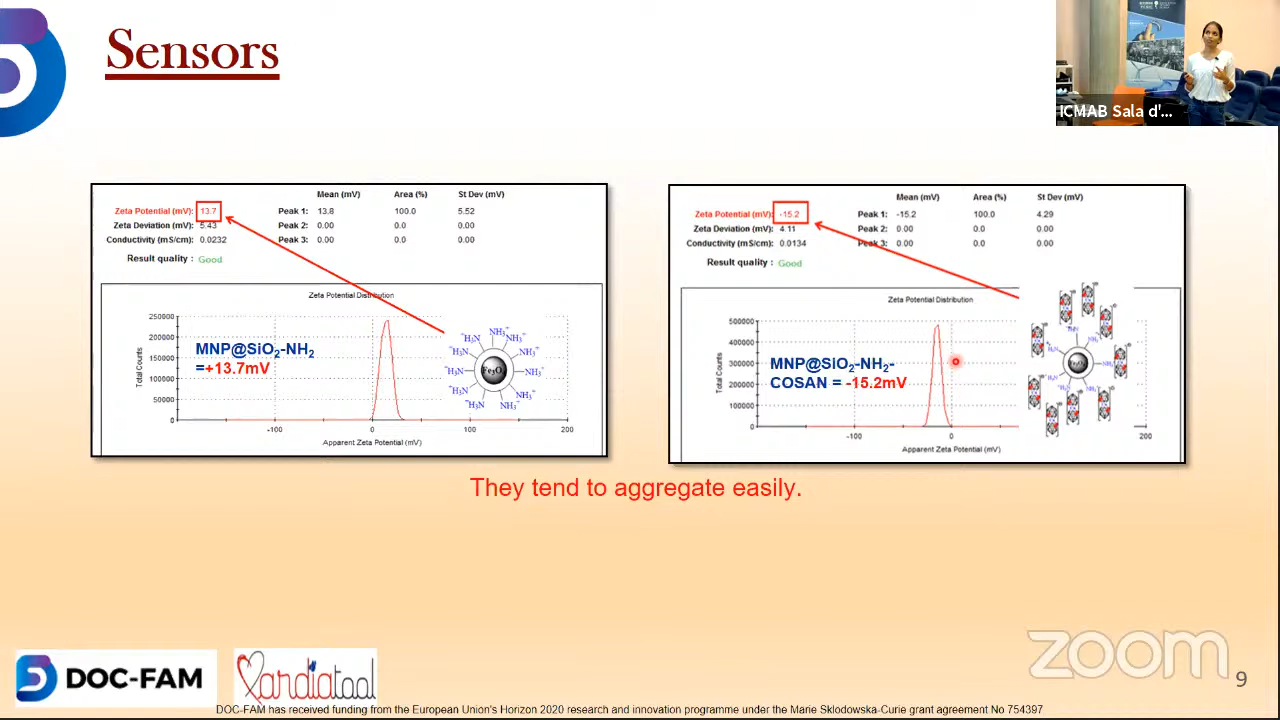 Sensors
ICMAB Sala d'...
Mean (mV) Area (%) St Dev (mV)
Zeta Potential (mV): 13.7 Peak 1: 13.8 100.0 5.52
Zeta Deviation (mV): 5.43 Peak 2: 0.00 0.0 0.00
Conductivity (mS/cm): 0.0232 Peak 3: 0.00 0.0 0.00
Result quality : Good
Zeta Potential Distribution
250000
200000
150000
100000
50000
0
Total Counts
-100 0 100 200
Apparent Zeta Potential (mV)
MNP@SiO2-NH2
=+13.7mV
Mean (mV) Area (%) St Dev (mV)
Zeta Potential (mV): -15.2 Peak 1: -15.2 100.0 4.29
Zeta Deviation (mV): 4.11 Peak 2: 0.00 0.0 0.00
Conductivity (mS/cm): 0.0134 Peak 3: 0.00 0.0 0.00
Result quality : Good
Zeta Potential Distribution
500000
400000
300000
200000
100000
0
Total Counts
-100 0 200
Apparent Zeta Potential (mV)
MNP@SiO2-NH2-
COSAN = -15.2mV
They tend to aggregate easily.
zoom
DOC-FAM
Kardiatool
9
DOC-FAM has received funding from the European Union's Horizon 2020 research and innovation programme under the Marie Sklodowska-Curie grant agreement No 754397